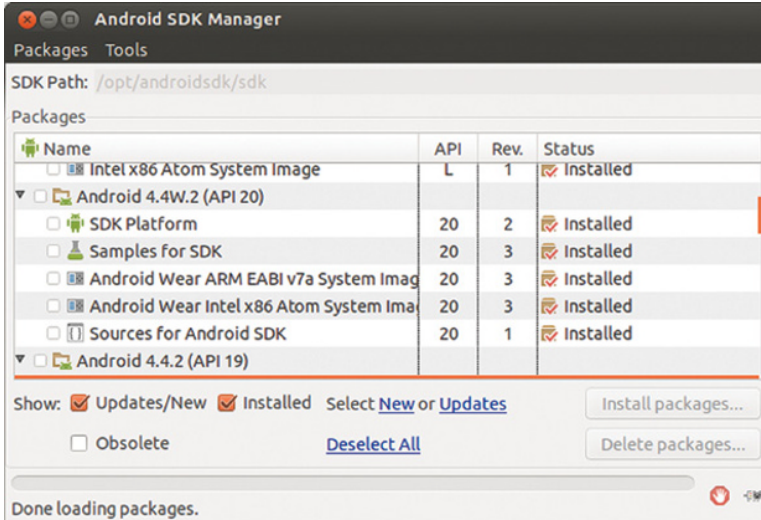 Android SDK Manager
Packages Tools
SDK Path: /opt/androidsdk/sdk
Packages
Name API Rev. Status
Intel x86 Atom System Image L 1 Installed
Android 4.4W.2 (API 20)
SDK Platform 20 2 Installed
Samples for SDK 20 3 Installed
Android Wear ARM EABI v7a System Imag 20 3 Installed
Android Wear Intel x86 Atom System Ima 20 3 Installed
Sources for Android SDK 20 1 Installed
Android 4.4.2 (API 19)
Show: Updates/New Installed Select New or Updates Install packages...
Obsolete Deselect All Delete packages...
Done loading packages.